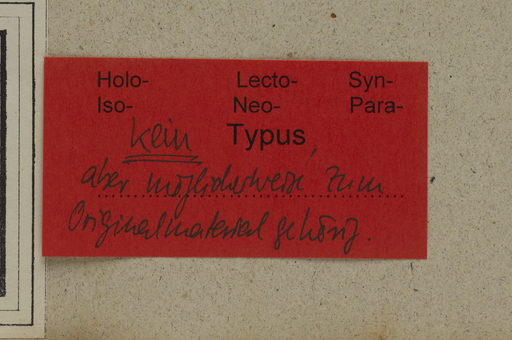 Holo- Lecto- Syn-
Iso- Neo- Para-
kein Typus,
aber möglicherweise zum
Originalmaterial gehörig.